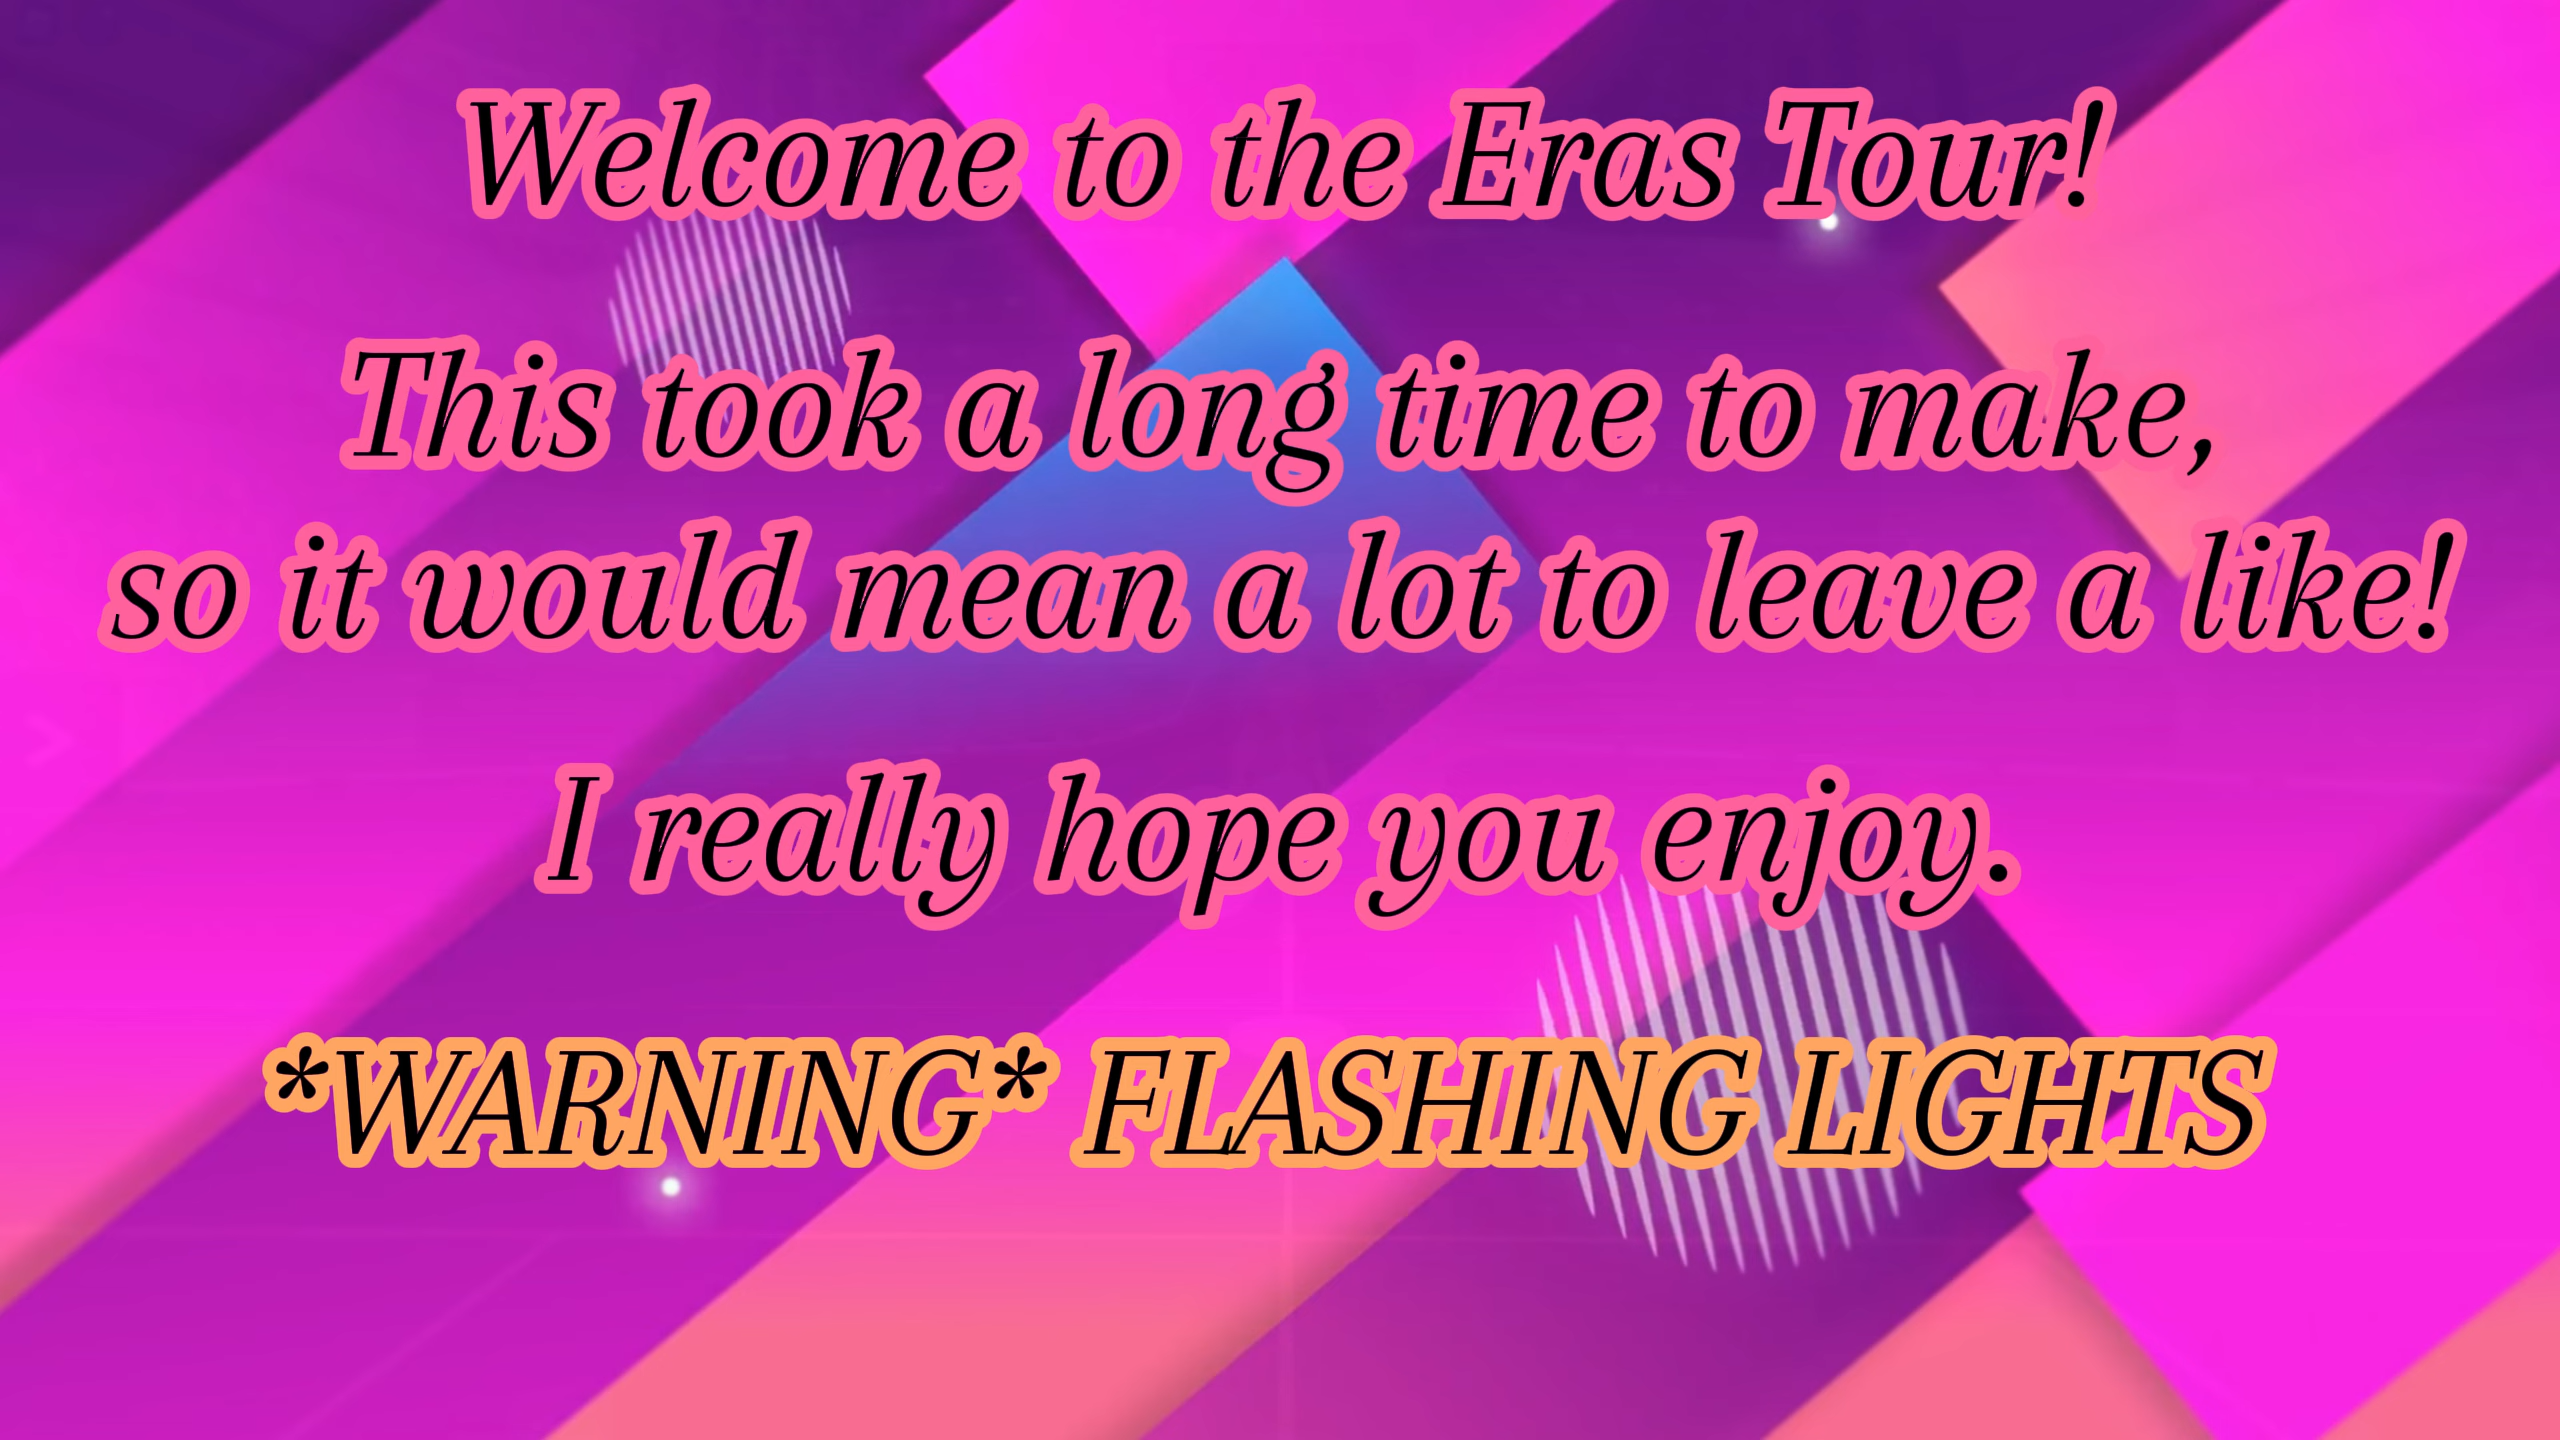 Welcome to the Eras Tour!
This took a long time to make,
so it would mean a lot to leave a like!
I really hope you enjoy.
*WARNING* FLASHING LIGHTS